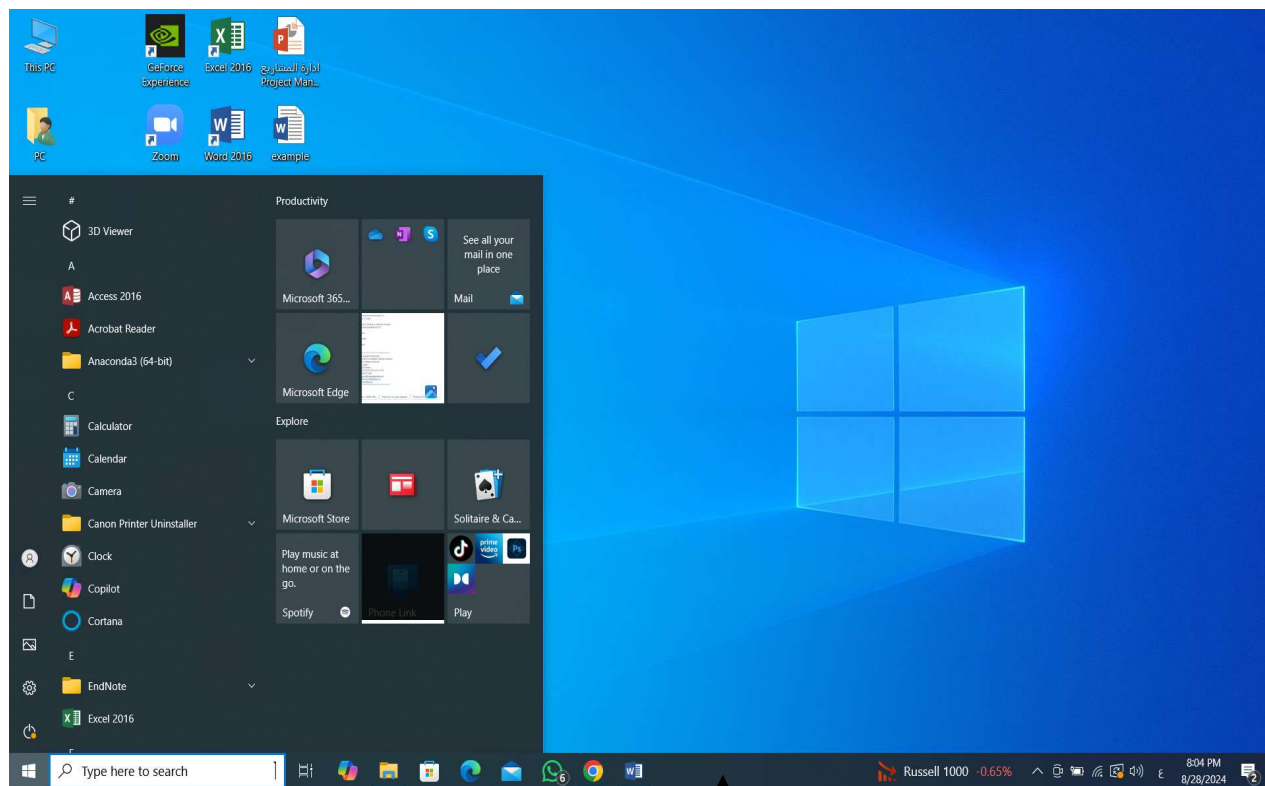 This PC
GeForce
Experience
Excel 2016
ادارة المشاريع
Project Man...
PC
Zoom
Word 2016
example
#
3D Viewer
A
Access 2016
Acrobat Reader
Anaconda3 (64-bit)
C
Calculator
Calendar
Camera
Canon Printer Uninstaller
Clock
Copilot
Cortana
E
EndNote
Excel 2016
Productivity
Microsoft 365...
See all your
mail in one
place
Mail
Microsoft Edge
Explore
Microsoft Store
Solitaire & Ca...
Play music at
home or on the
go.
Spotify
Phone Link
prime
video
Ps
Play
Type here to search
6
Russell 1000 -0.65%
ع
8:04 PM
8/28/2024
2